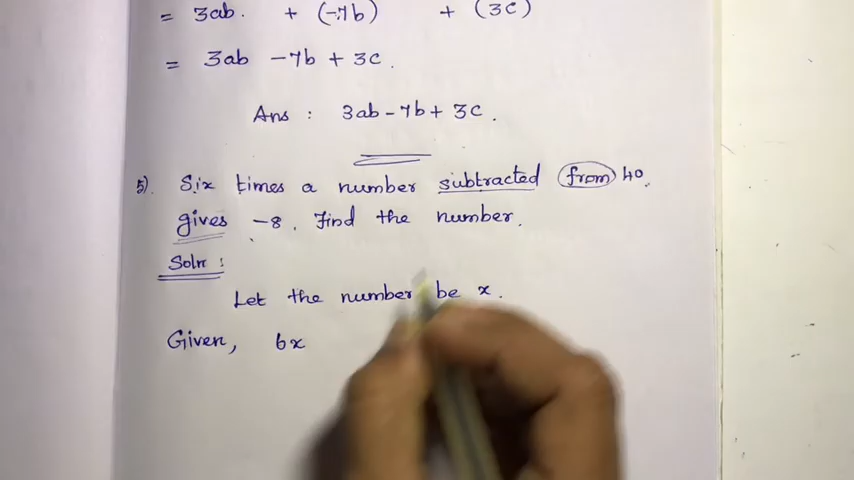 = 3ab. + (-7b) + (3c)
= 3ab - 7b + 3c.
Ans : 3ab - 7b + 3c.
5). Six times a number subtracted from 40
gives -8. Find the number.
Soln :
Let the number be x.
Given, 6x